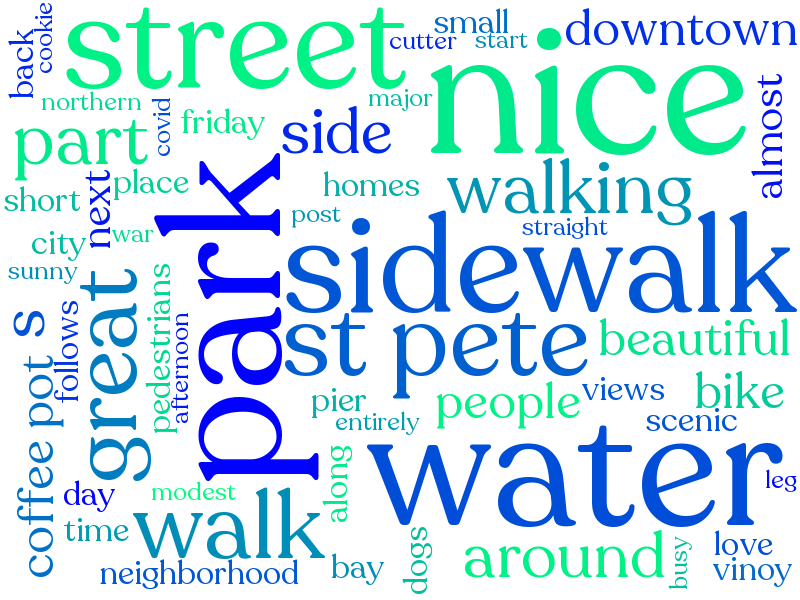 back
cookie
street
small
cutter
start
downtown
nice
northern
covid
friday
major
part
side
almost
short
next
place
park
homes
walking
post
straight
city
war
sunny
great
sidewalk
s
follows
pedestrians
afternoon
st pete
beautiful
coffee pot
pier
entirely
people
views
bike
scenic
water
leg
day
modest
along
time
walk
neighborhood
bay
dogs
around
busy
love
vinoy